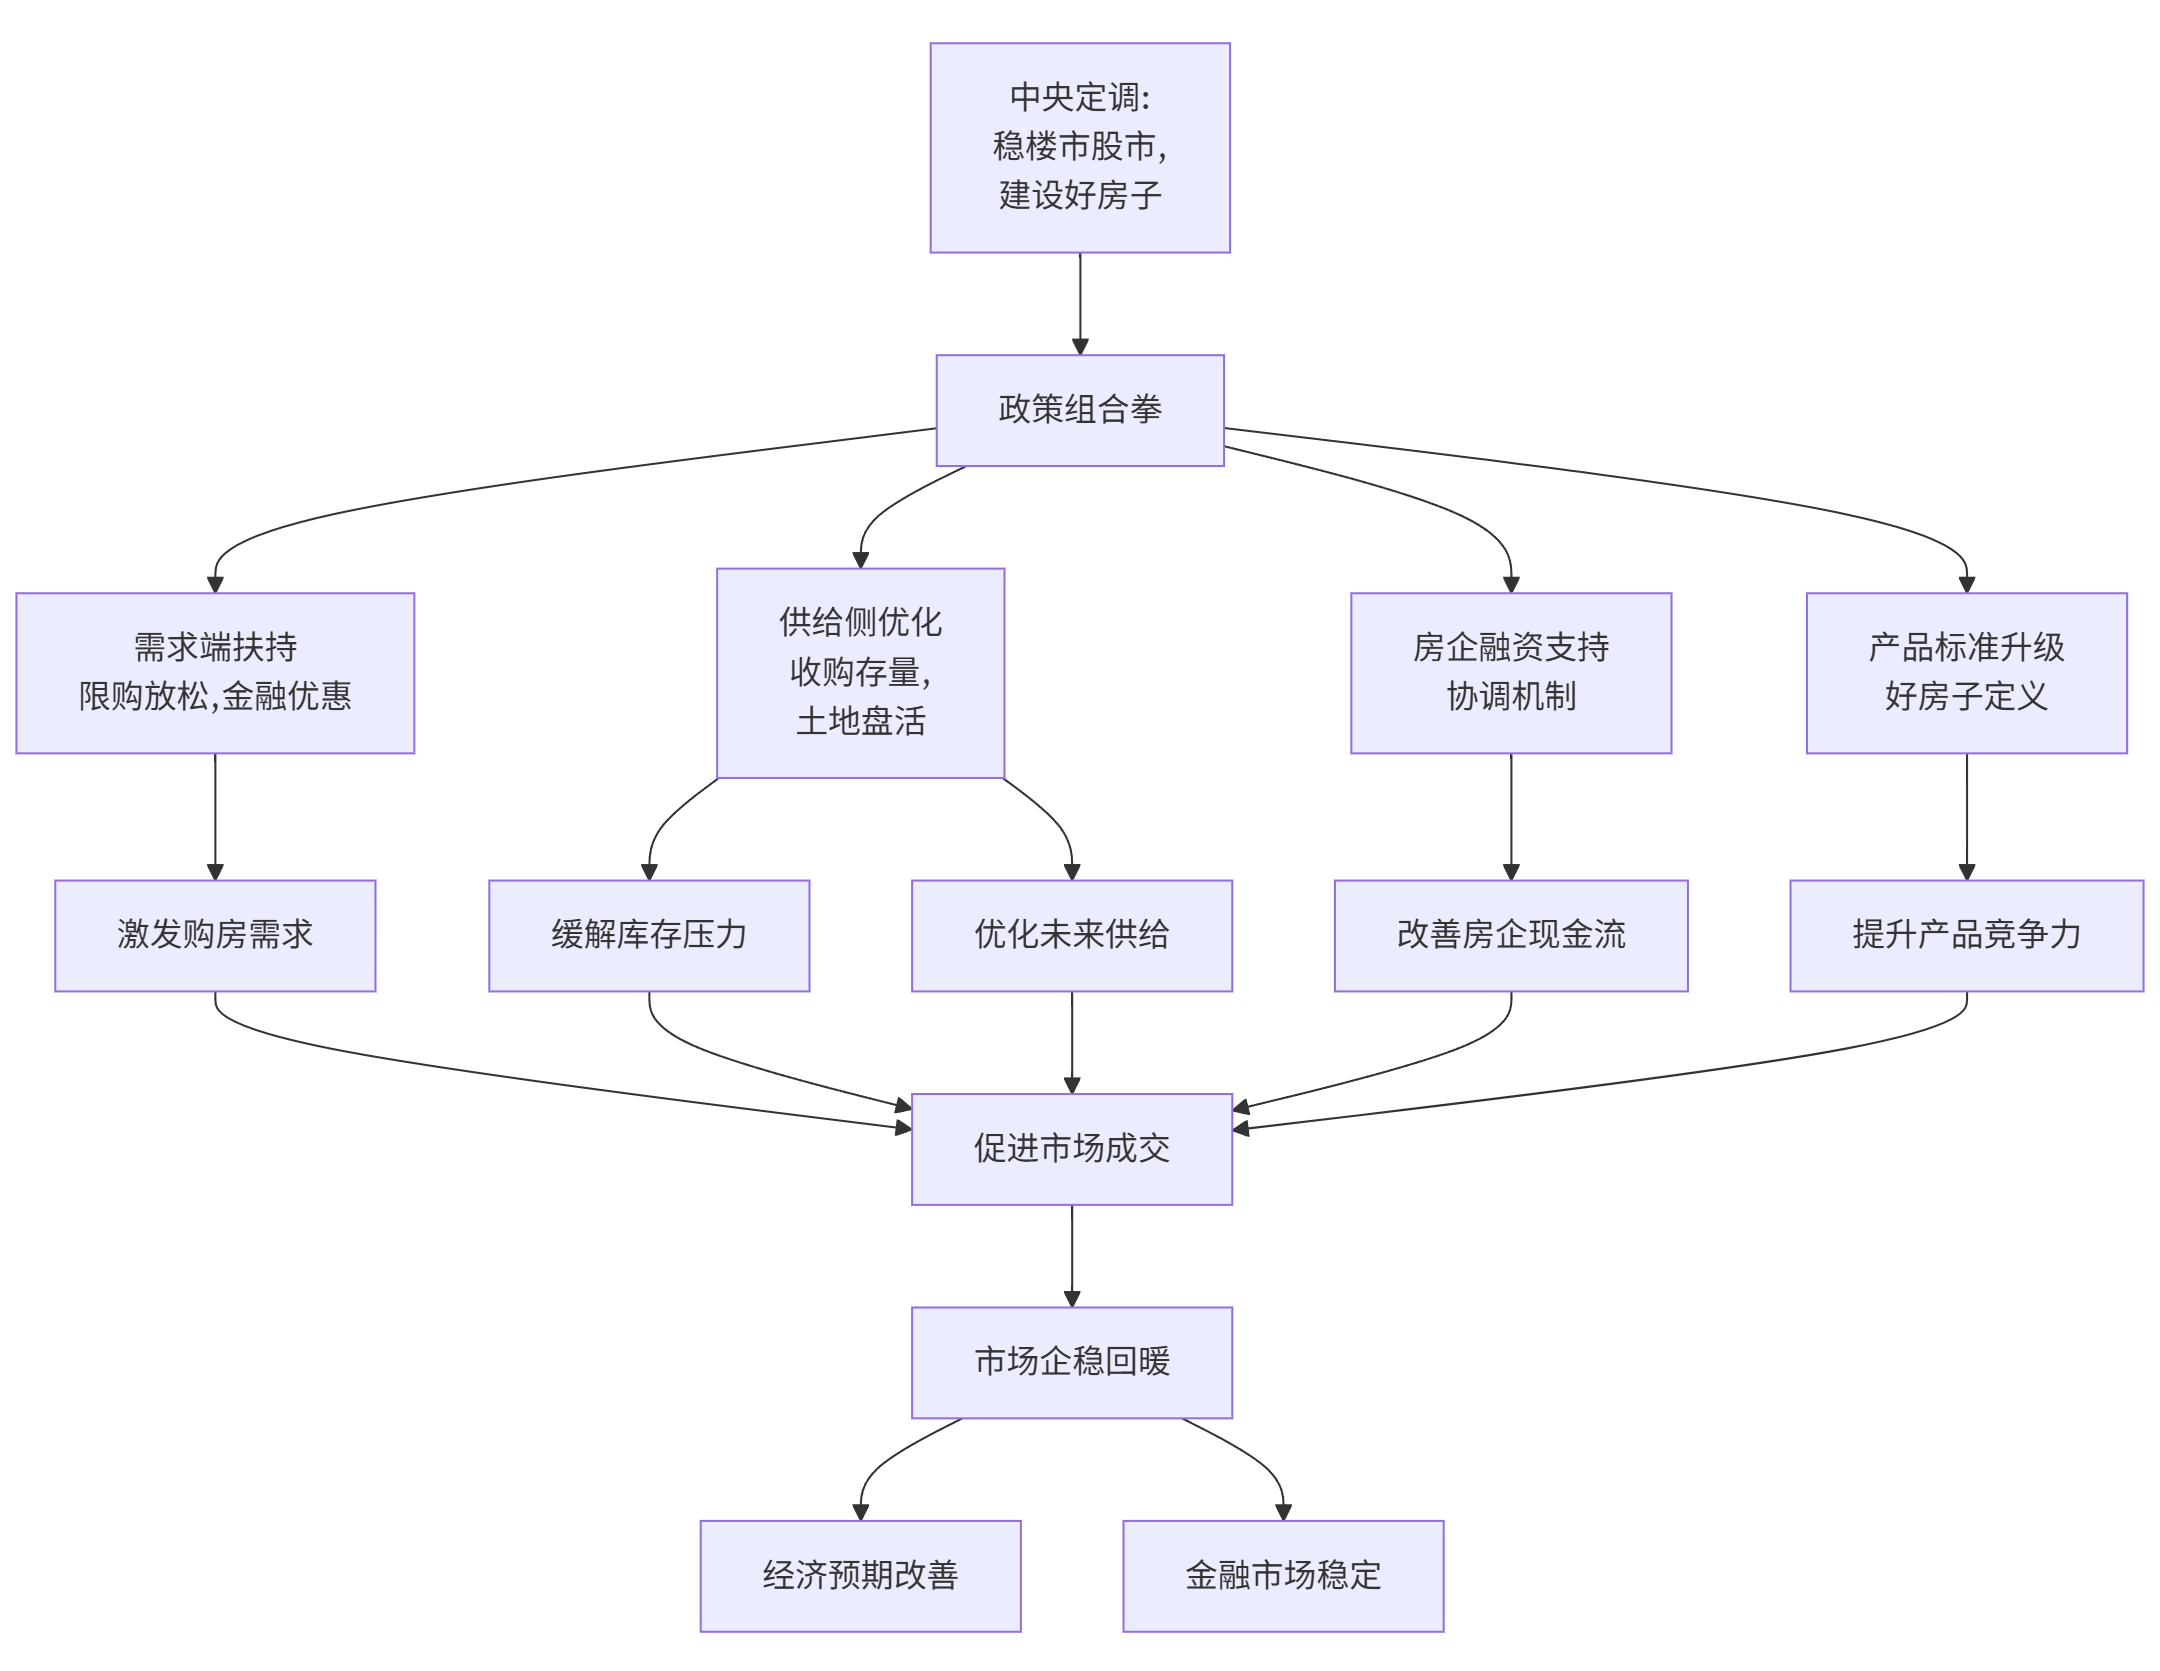 中央定调:
稳楼市股市,
建设好房子
政策组合拳
需求端扶持
限购放松,金融优惠
供给侧优化
收购存量,
土地盘活
房企融资支持
协调机制
产品标准升级
好房子定义
激发购房需求
缓解库存压力
优化未来供给
改善房企现金流
提升产品竞争力
促进市场成交
市场企稳回暖
经济预期改善
金融市场稳定